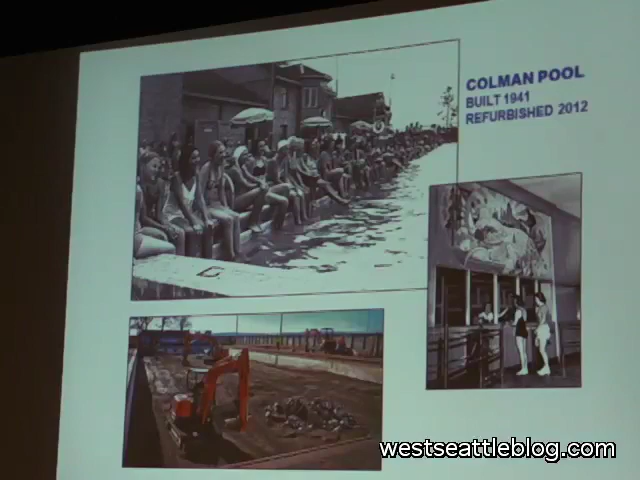 COLMAN POOL
BUILT 1941
REFURBISHED 2012
westseattleblog.com